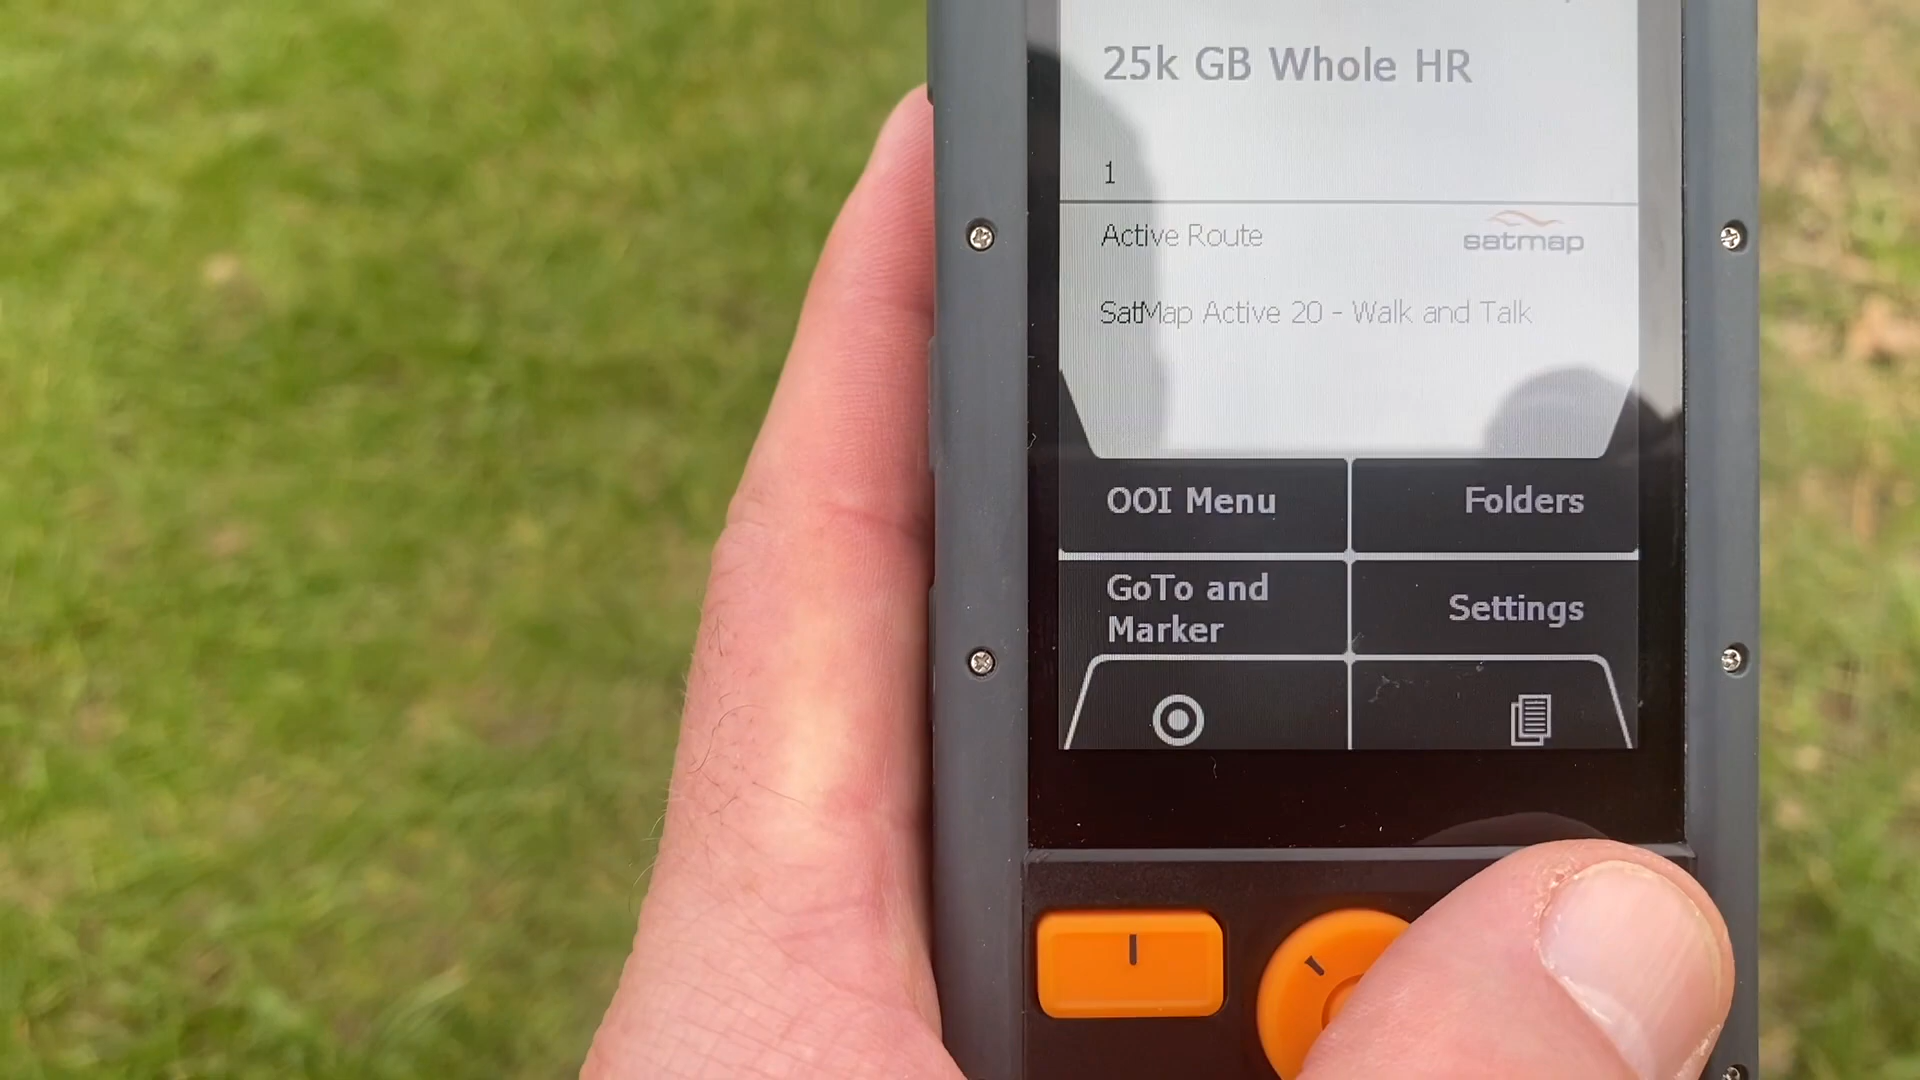 25k GB Whole HR
1
Active Route
satmap
SatMap Active 20 - Walk and Talk
OOI Menu
Folders
GoTo and
Marker
Settings